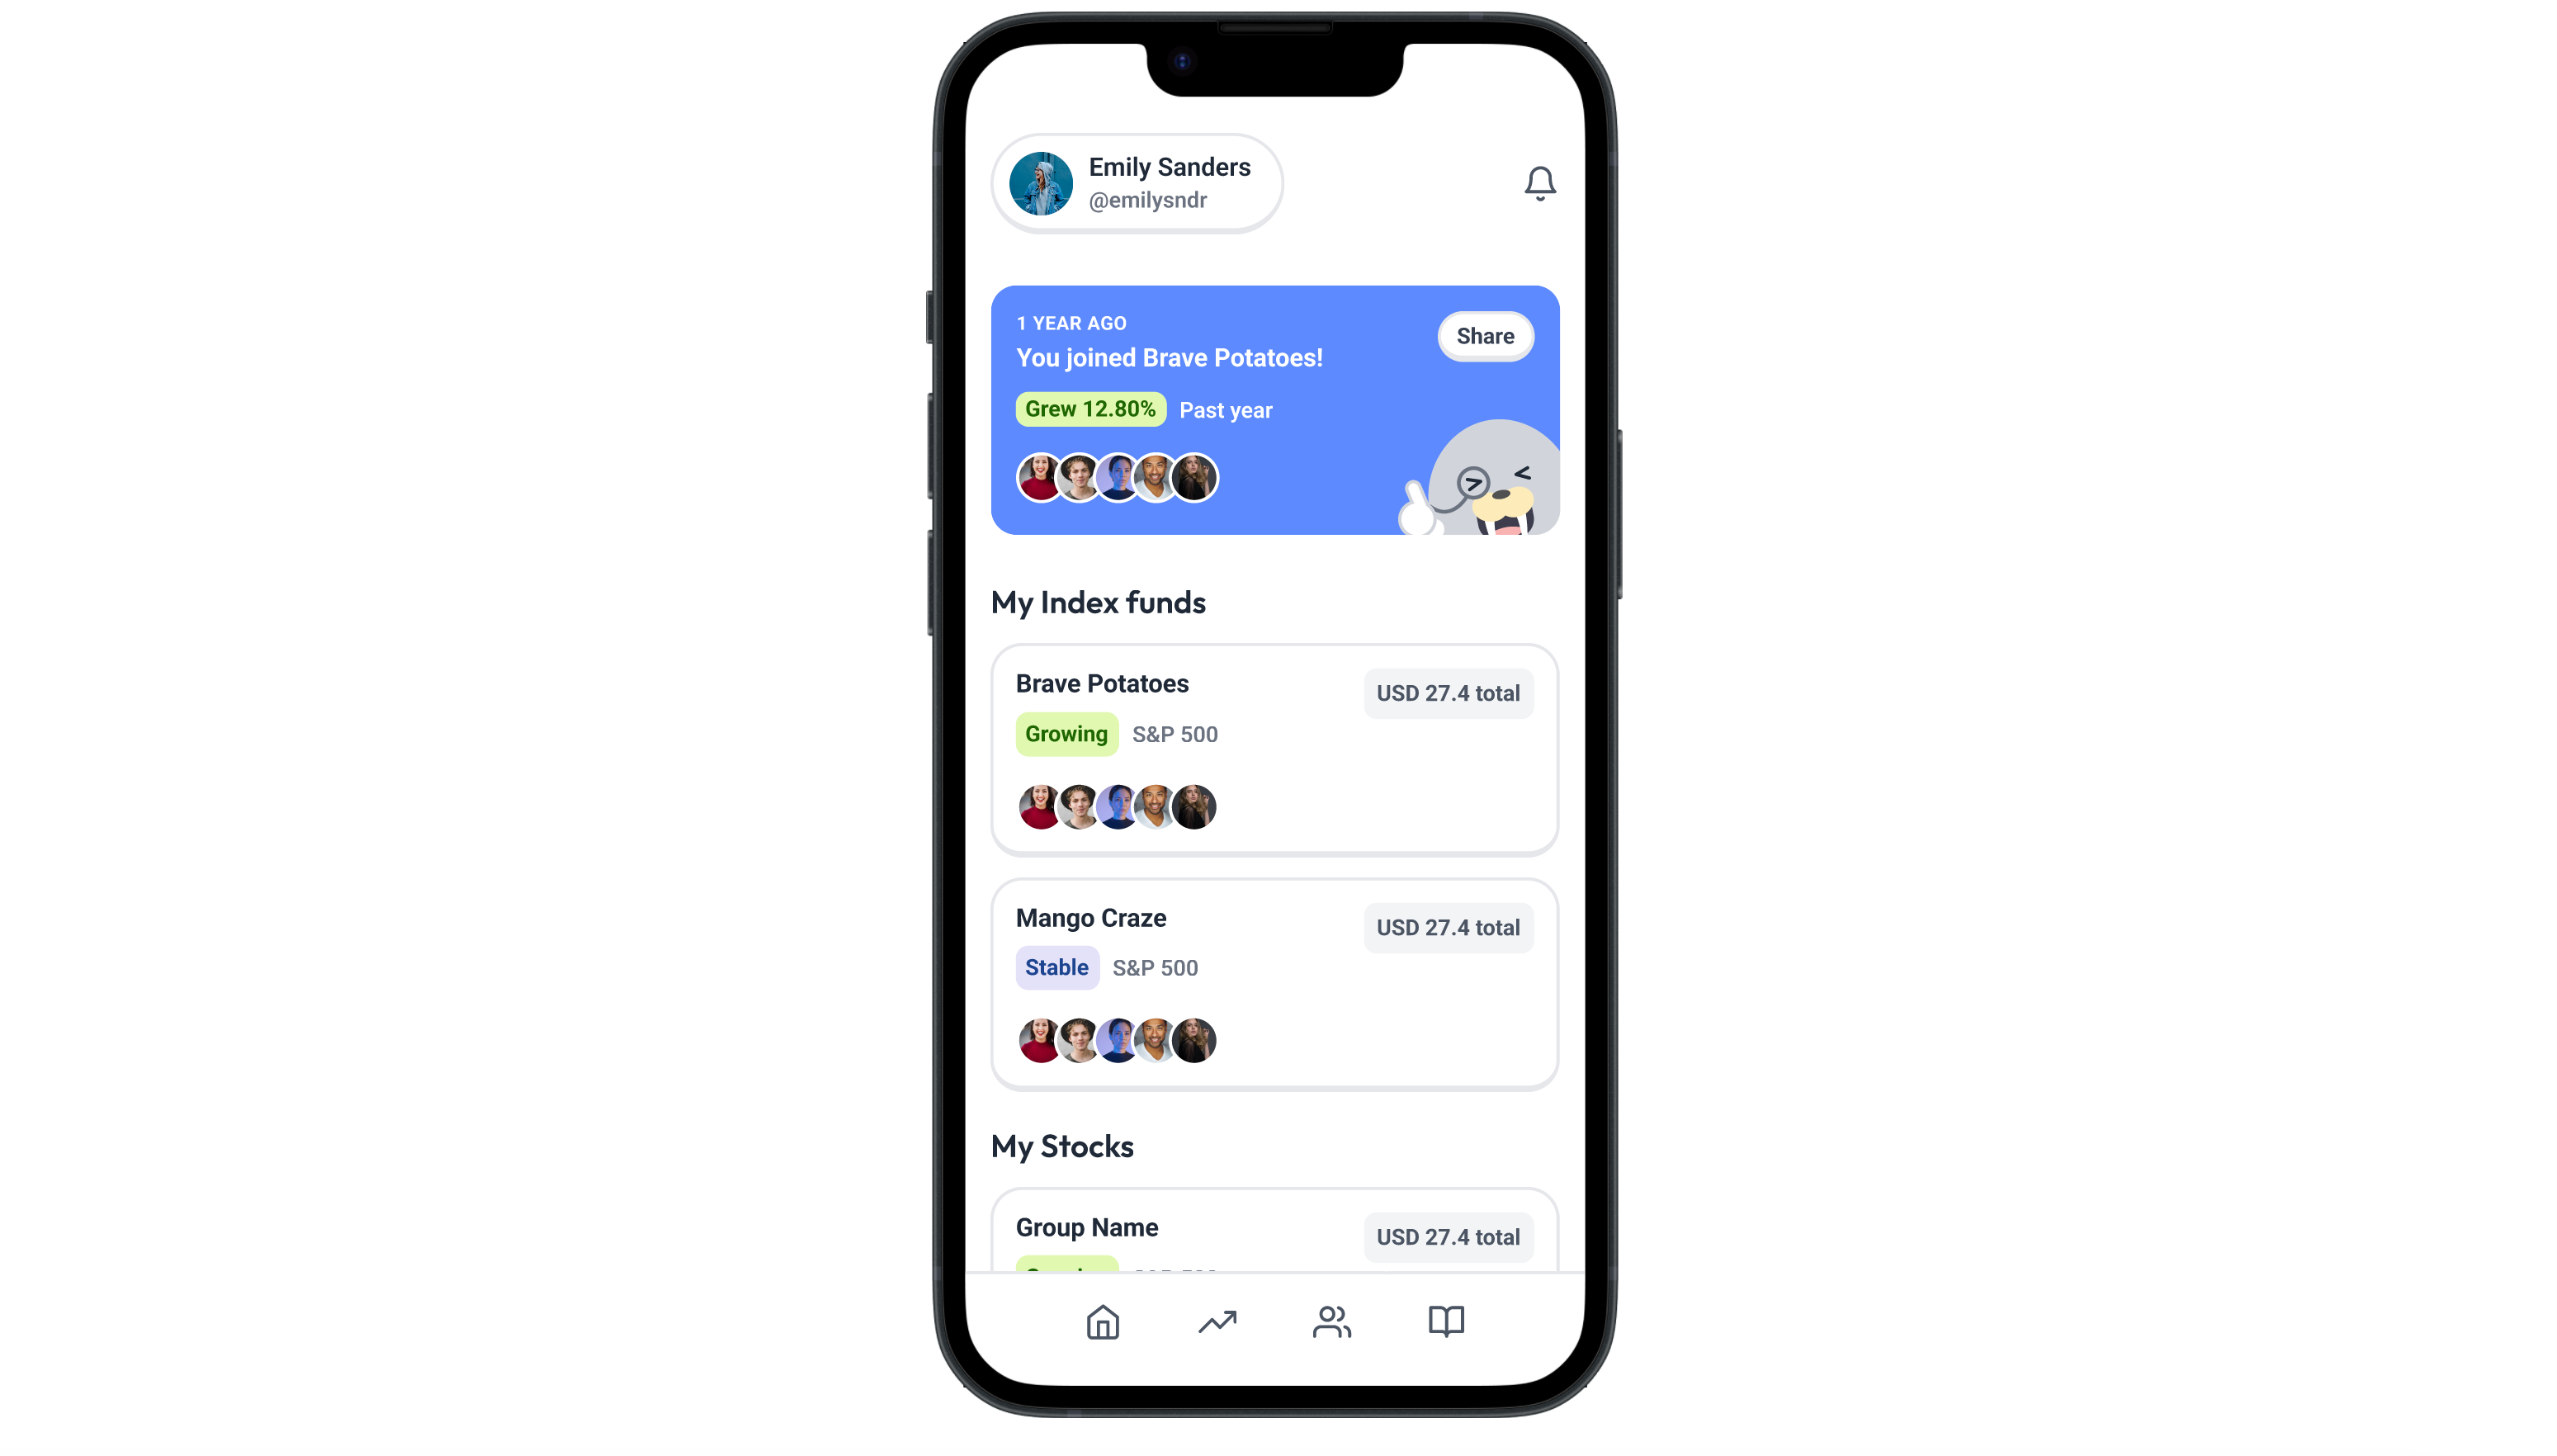 Emily Sanders
@emilysndr
1 YEAR AGO
Share
You joined Brave Potatoes!
Grew 12.80% Past year
My Index funds
Brave Potatoes
USD 27.4 total
Growing S&P 500
Mango Craze
USD 27.4 total
Stable S&P 500
My Stocks
Group Name
USD 27.4 total